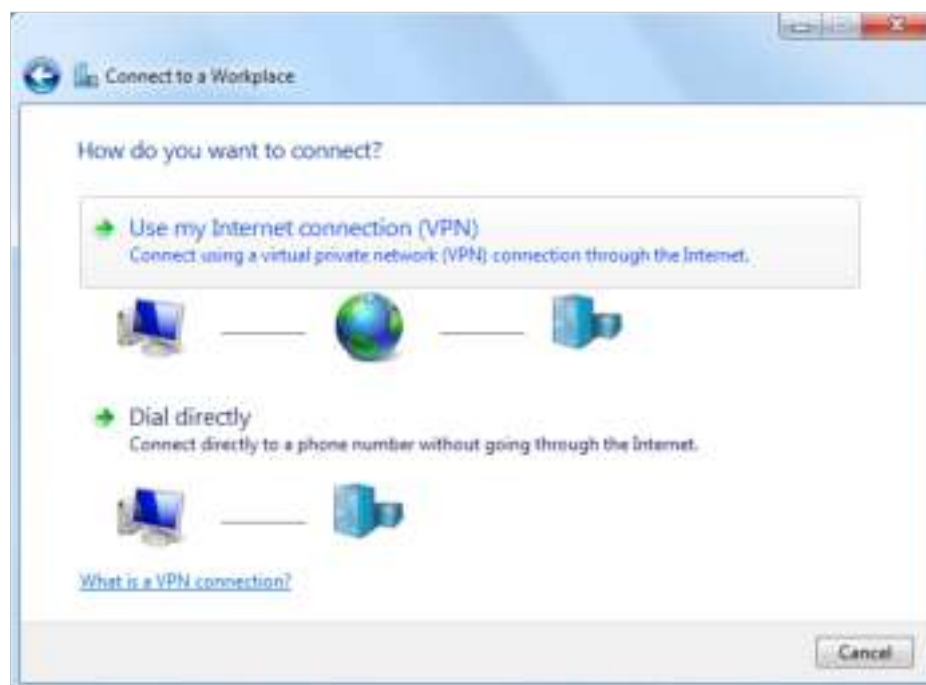 Connect to a Workplace
How do you want to connect?
Use my Internet connection (VPN)
Connect using a virtual private network (VPN) connection through the Internet.
Dial directly
Connect directly to a phone number without going through the Internet.
What is a VPN connection?
Cancel